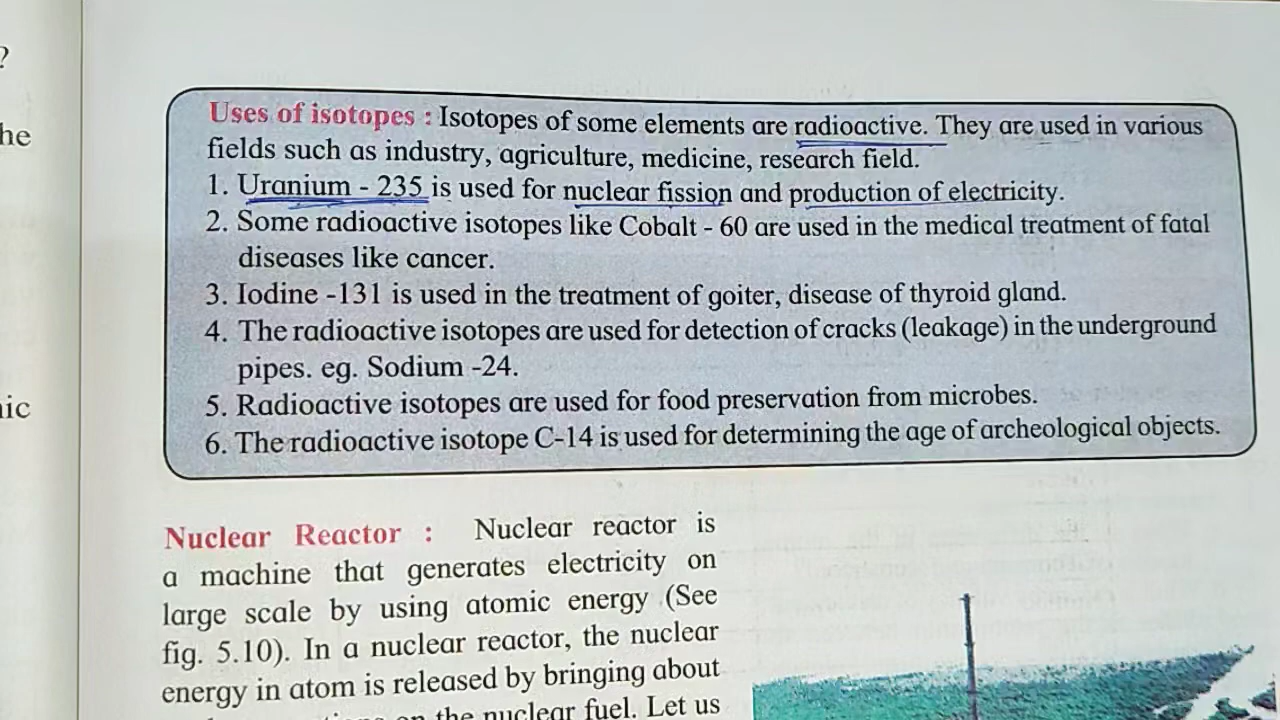 ?
he
Uses of isotopes : Isotopes of some elements are radioactive. They are used in various
fields such as industry, agriculture, medicine, research field.
1. Uranium - 235 is used for nuclear fission and production of electricity.
2. Some radioactive isotopes like Cobalt - 60 are used in the medical treatment of fatal
diseases like cancer.
3. Iodine -131 is used in the treatment of goiter, disease of thyroid gland.
4. The radioactive isotopes are used for detection of cracks (leakage) in the underground
pipes. eg. Sodium -24.
ic
5. Radioactive isotopes are used for food preservation from microbes.
6. The radioactive isotope C-14 is used for determining the age of archeological objects.
Nuclear Reactor : Nuclear reactor is
a machine that generates electricity on
large scale by using atomic energy (See
fig. 5.10). In a nuclear reactor, the nuclear
energy in atom is released by bringing about
on the nuclear fuel. Let us